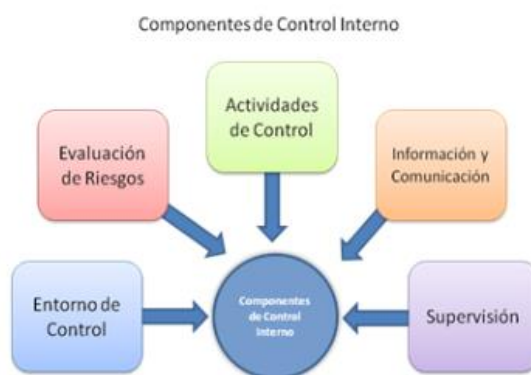 Componentes de Control Interno
Actividades
de Control
Evaluación
de Riesgos
Información y
Comunicación
Entorno de
Control
Componentes
de Control
Interno
Supervisión